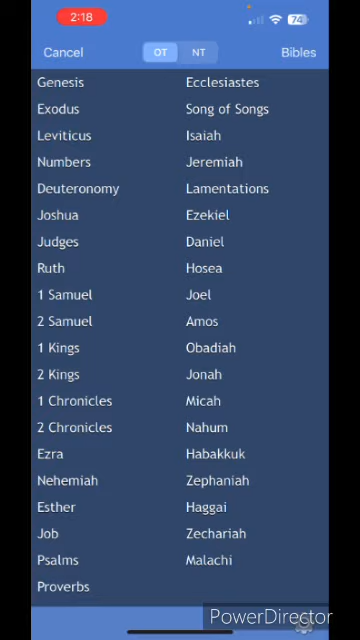 2:18
74
Cancel
OT
NT
Bibles
Genesis
Exodus
Leviticus
Numbers
Deuteronomy
Joshua
Judges
Ruth
1 Samuel
2 Samuel
1 Kings
2 Kings
1 Chronicles
2 Chronicles
Ezra
Nehemiah
Esther
Job
Psalms
Proverbs
Ecclesiastes
Song of Songs
Isaiah
Jeremiah
Lamentations
Ezekiel
Daniel
Hosea
Joel
Amos
Obadiah
Jonah
Micah
Nahum
Habakkuk
Zephaniah
Haggai
Zechariah
Malachi
PowerDirector